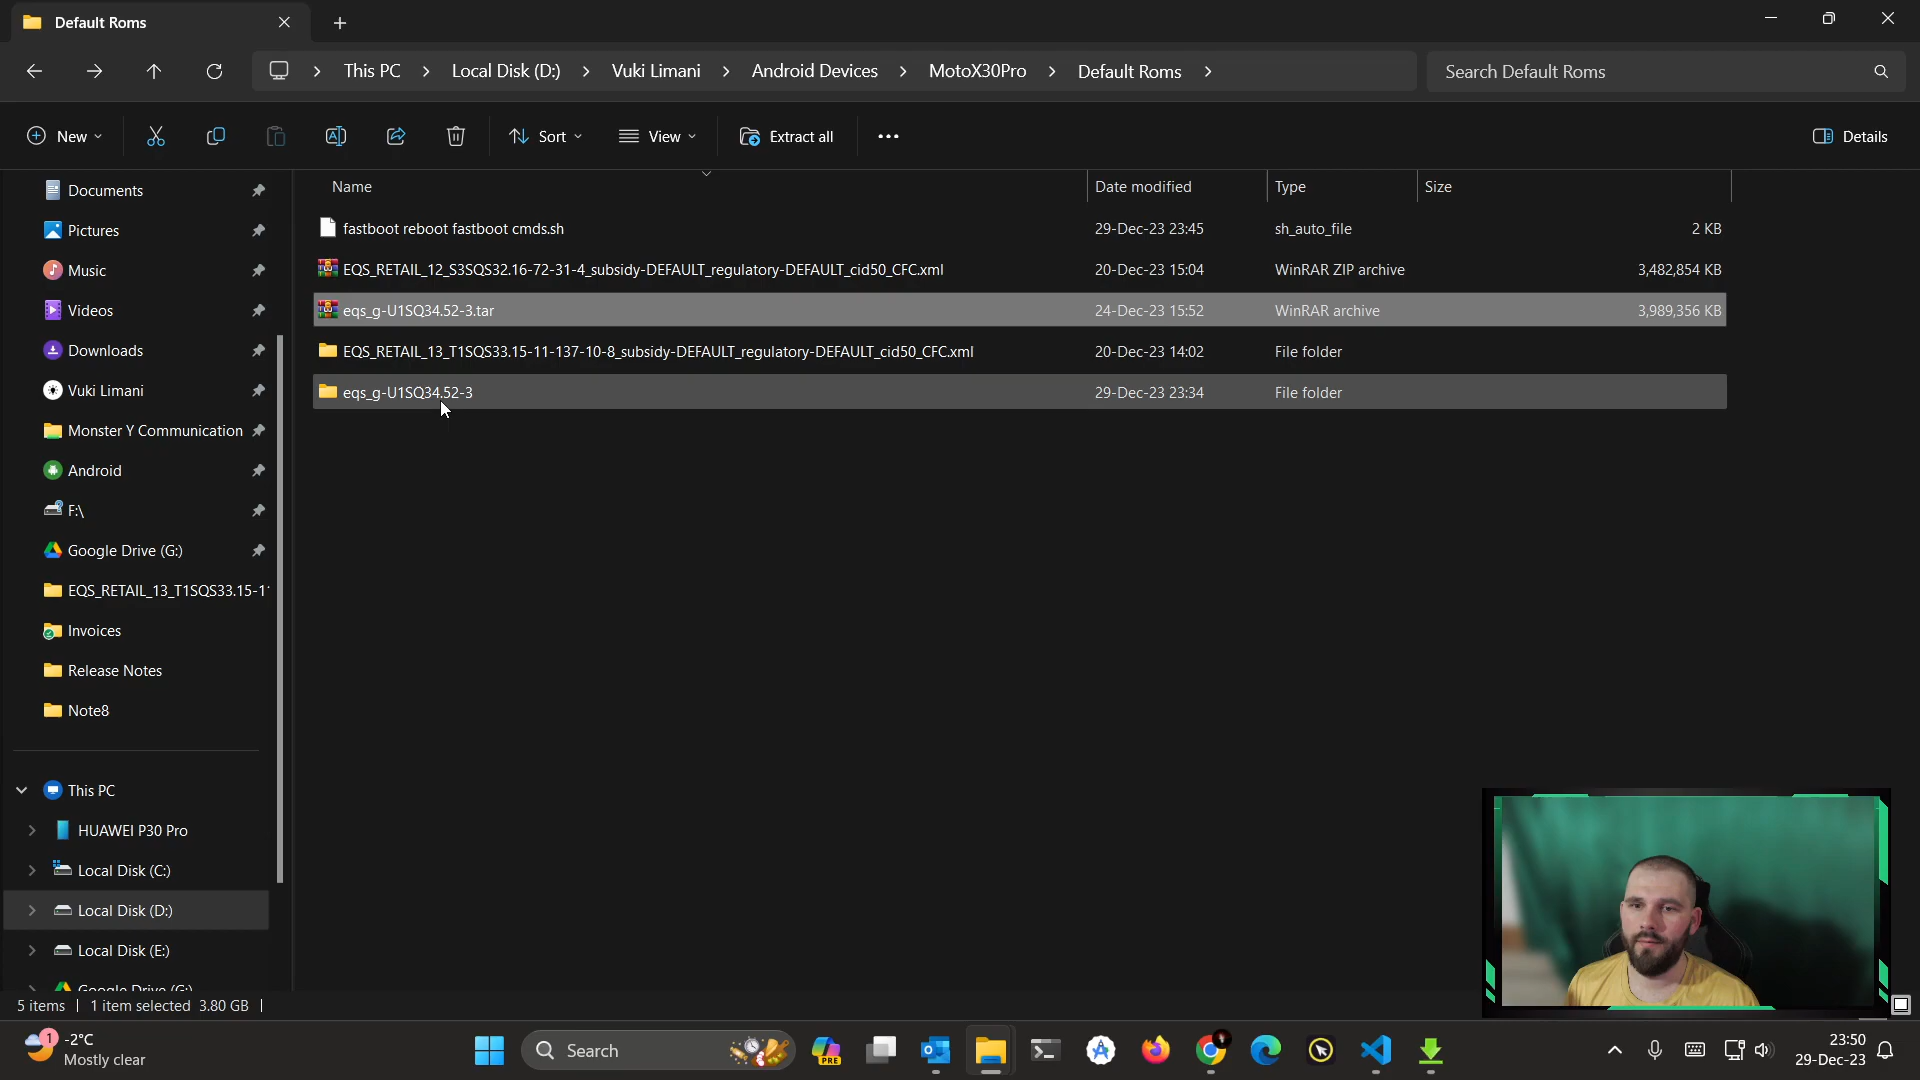 Default Roms
This PC
Local Disk (D:)
Vuki Limani
Android Devices
MotoX30Pro
Default Roms
Search Default Roms
New
Sort
View
Extract all
Details
Name
Date modified
Type
Size
fastboot reboot fastboot cmds.sh
29-Dec-23 23:45
sh_auto_file
2 KB
EQS_RETAIL_12_S3SQS32.16-72-31-4_subsidy-DEFAULT_regulatory-DEFAULT_cid50_CFC.xml
20-Dec-23 15:04
WinRAR ZIP archive
3,482,854 KB
eqs_g-U1SQ34.52-3.tar
24-Dec-23 15:52
WinRAR archive
3,989,356 KB
EQS_RETAIL_13_T1SQS33.15-11-137-10-8_subsidy-DEFAULT_regulatory-DEFAULT_cid50_CFC.xml
20-Dec-23 14:02
File folder
eqs_g-U1SQ34.52-3
29-Dec-23 23:34
File folder
Documents
Pictures
Music
Videos
Downloads
Vuki Limani
Monster Y Communication
Android
F:\
Google Drive (G:)
EQS_RETAIL_13_T1SQS33.15-1
Invoices
Release Notes
Note8
This PC
HUAWEI P30 Pro
Local Disk (C:)
Local Disk (D:)
Local Disk (E:)
Google Drive (G:)
5 items
1 item selected 3.80 GB
1
-2°C
Mostly clear
Search
PRE
23:50
29-Dec-23